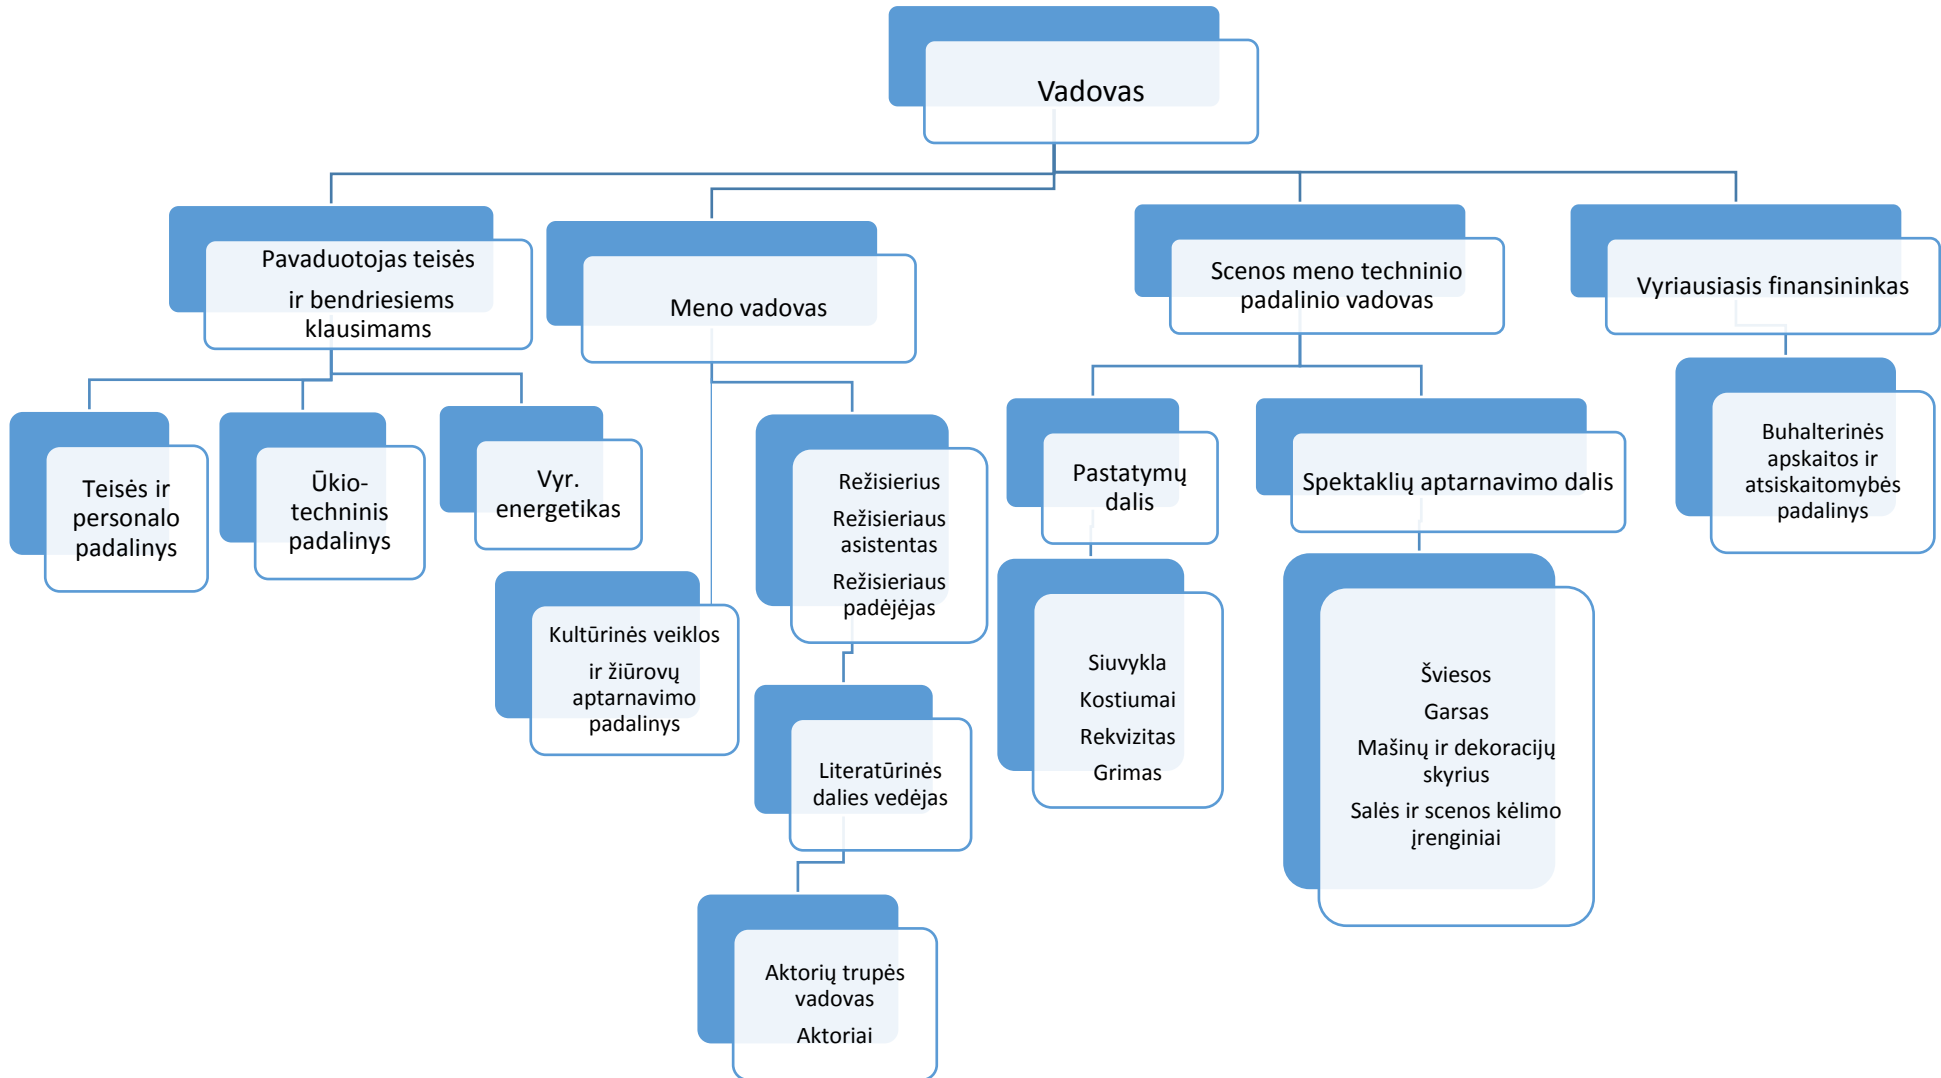 Vadovas
Pavaduotojas teisės
ir bendriesiems
klausimams
Meno vadovas
Scenos meno techninio
padalinio vadovas
Vyriausiasis finansininkas
Teisės ir
personalo
padalinys
Ūkio-
techninis
padalinys
Vyr.
energetikas
Kultūrinės veiklos
ir žiūrovų
aptarnavimo
padalinys
Režisierius
Režisieriaus
asistentas
Režisieriaus
padėjėjas
Literatūrinės
dalies vedėjas
Aktorių trupės
vadovas
Aktoriai
Pastatymų
dalis
Siuvykla
Kostiumai
Rekvizitas
Grimas
Spektaklių aptarnavimo dalis
Šviesos
Garsas
Mašinų ir dekoracijų
skyrius
Salės ir scenos kėlimo
įrenginiai
Buhalterinės
apskaitos ir
atsiskaitomybės
padalinys